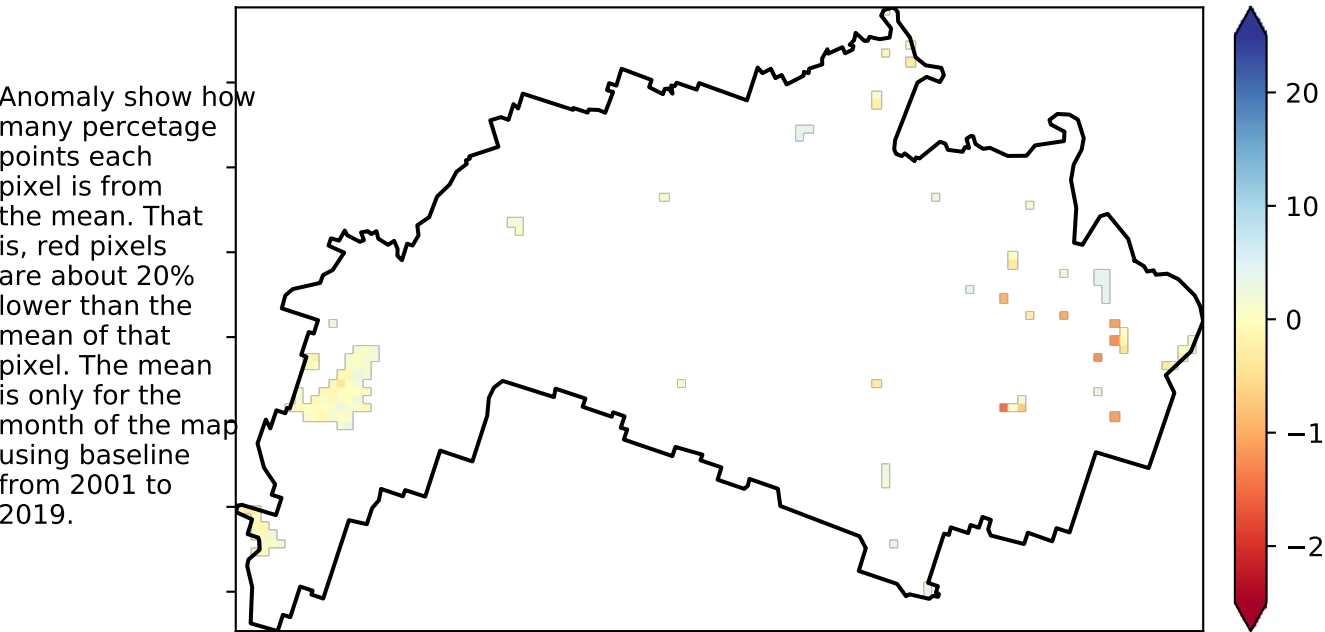 Anomaly show how
many percetage
points each
pixel is from
the mean. That
is, red pixels
are about 20%
lower than the
mean of that
pixel. The mean
is only for the
month of the map
using baseline
from 2001 to
2019.
20
10
0
−1
−2